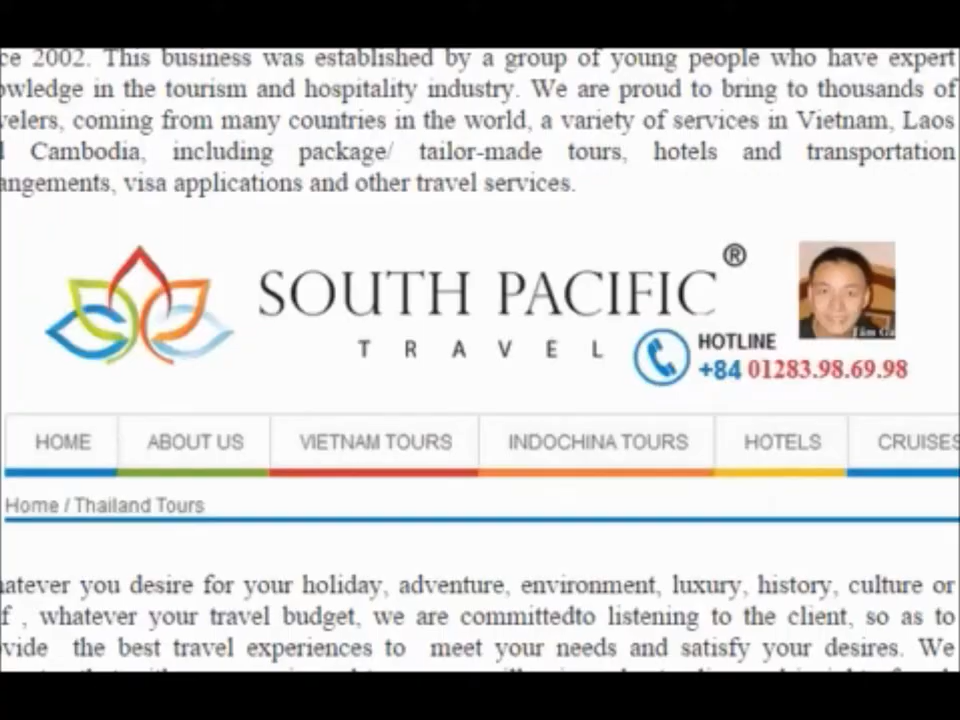 ce 2002. This business was established by a group of young people who have expert
owledge in the tourism and hospitality industry. We are proud to bring to thousands of
velers, coming from many countries in the world, a variety of services in Vietnam, Laos
Cambodia, including package/ tailor-made tours, hotels and transportation
angements, visa applications and other travel services.
SOUTH PACIFIC®
TRAVEL
HOTLINE
+84 01283.98.69.98
HOME ABOUT US VIETNAM TOURS INDOCHINA TOURS HOTELS CRUISES
Home / Thailand Tours
atever you desire for your holiday, adventure, environment, luxury, history, culture or
f , whatever your travel budget, we are committedto listening to the client, so as to
vide the best travel experiences to meet your needs and satisfy your desires. We